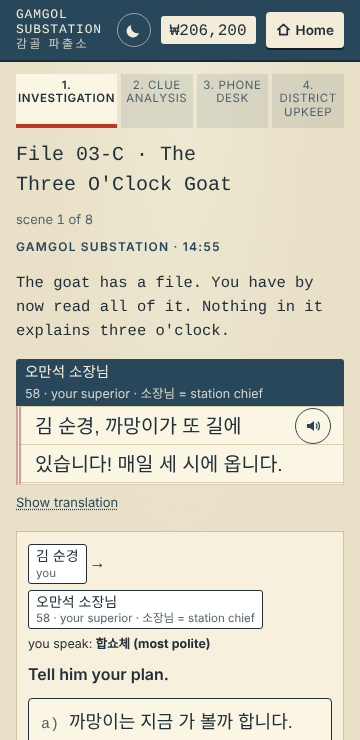 GAMGOL
SUBSTATION
감골 파출소
₩206,200
Home
1.
INVESTIGATION
2. CLUE
ANALYSIS
3. PHONE
DESK
4.
DISTRICT
UPKEEP
File 03-C · The
Three O'Clock Goat
scene 1 of 8
GAMGOL SUBSTATION · 14:55
The goat has a file. You have by
now read all of it. Nothing in it
explains three o'clock.
오만석 소장님
58 · your superior · 소장님 = station chief
김 순경, 까망이가 또 길에
있습니다! 매일 세 시에 옵니다.
Show translation
김 순경
you
→
오만석 소장님
58 · your superior · 소장님 = station chief
you speak: 합쇼체 (most polite)
Tell him your plan.
a) 까망이는 지금 가 볼까 합니다.